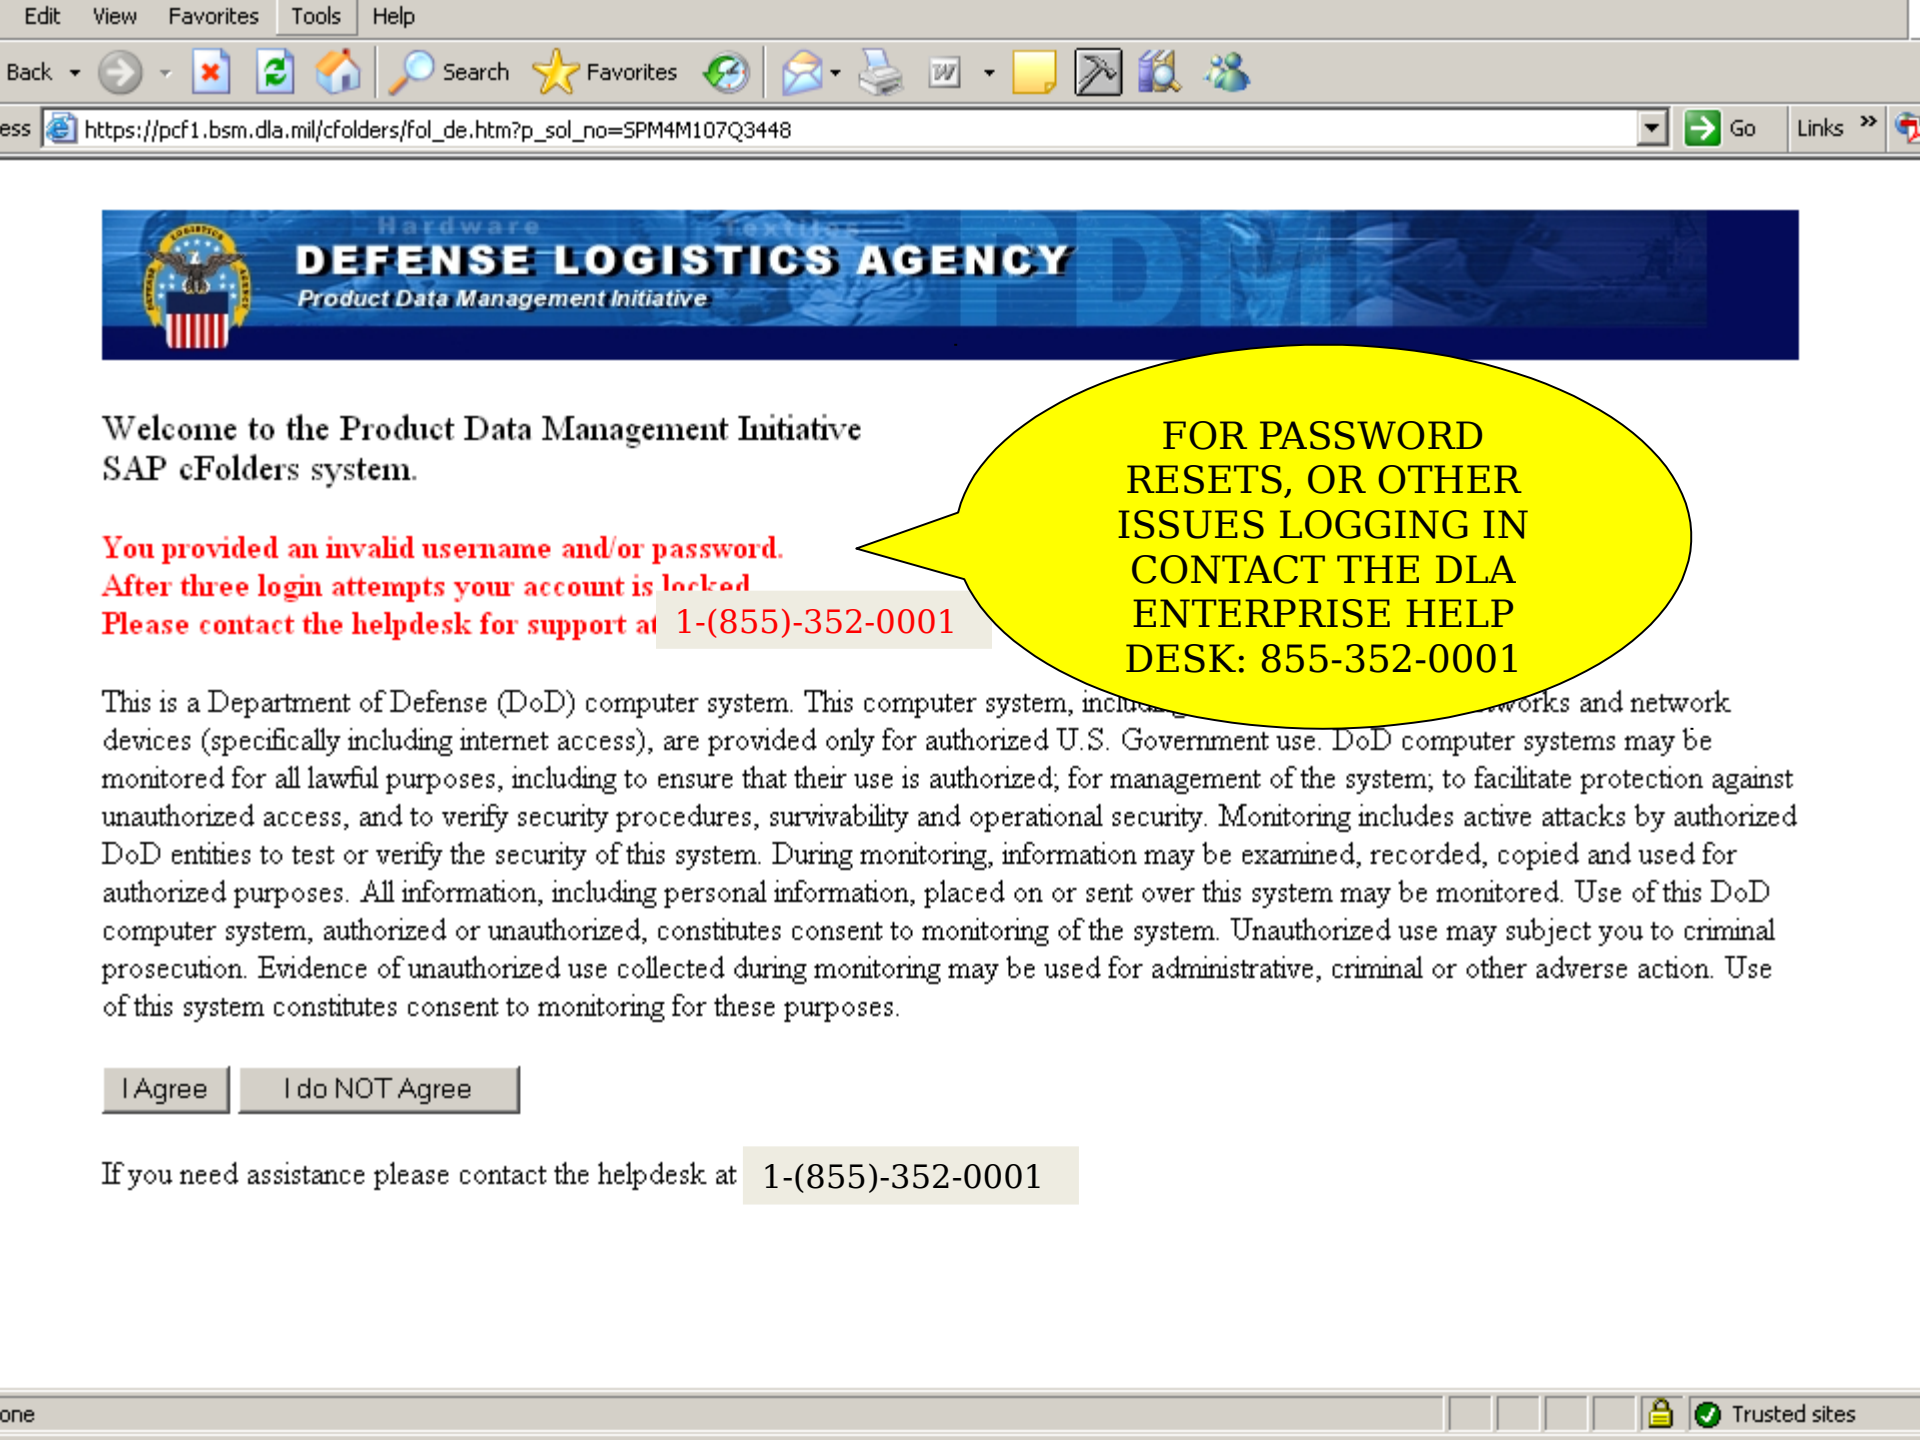 Edit View Favorites Tools Help
Back Search Favorites
ess https://pcf1.bsm.dla.mil/cfolders/fol_de.htm?p_sol_no=SPM4M107Q3448 Go Links »
Hardware Textiles
PDMI
DEFENSE LOGISTICS AGENCY
Product Data Management Initiative
Welcome to the Product Data Management Initiative
SAP cFolders system.
FOR PASSWORD
RESETS, OR OTHER
ISSUES LOGGING IN
CONTACT THE DLA
ENTERPRISE HELP
DESK: 855-352-0001
You provided an invalid username and/or password.
After three login attempts your account is locked
Please contact the helpdesk for support at 1-(855)-352-0001
This is a Department of Defense (DoD) computer system. This computer system, including works and network
devices (specifically including internet access), are provided only for authorized U.S. Government use. DoD computer systems may be
monitored for all lawful purposes, including to ensure that their use is authorized; for management of the system; to facilitate protection against
unauthorized access, and to verify security procedures, survivability and operational security. Monitoring includes active attacks by authorized
DoD entities to test or verify the security of this system. During monitoring, information may be examined, recorded, copied and used for
authorized purposes. All information, including personal information, placed on or sent over this system may be monitored. Use of this DoD
computer system, authorized or unauthorized, constitutes consent to monitoring of the system. Unauthorized use may subject you to criminal
prosecution. Evidence of unauthorized use collected during monitoring may be used for administrative, criminal or other adverse action. Use
of this system constitutes consent to monitoring for these purposes.
I Agree I do NOT Agree
If you need assistance please contact the helpdesk at 1-(855)-352-0001
one Trusted sites